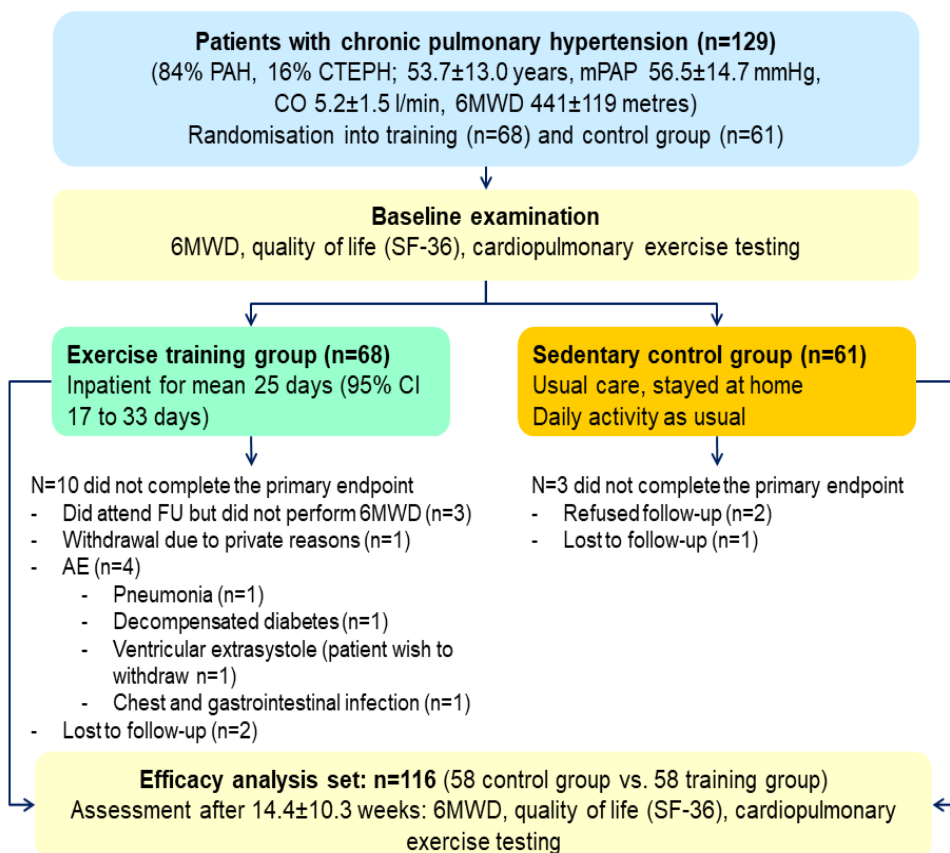 Patients with chronic pulmonary hypertension (n=129)
(84% PAH, 16% CTEPH; 53.7±13.0 years, mPAP 56.5±14.7 mmHg,
CO 5.2±1.5 l/min, 6MWD 441±119 metres)
Randomisation into training (n=68) and control group (n=61)
Baseline examination
6MWD, quality of life (SF-36), cardiopulmonary exercise testing
Exercise training group (n=68)
Inpatient for mean 25 days (95% CI
17 to 33 days)
Sedentary control group (n=61)
Usual care, stayed at home
Daily activity as usual
N=10 did not complete the primary endpoint
- Did attend FU but did not perform 6MWD (n=3)
- Withdrawal due to private reasons (n=1)
- AE (n=4)
- Pneumonia (n=1)
- Decompensated diabetes (n=1)
- Ventricular extrasystole (patient wish to
withdraw n=1)
- Chest and gastrointestinal infection (n=1)
- Lost to follow-up (n=2)
N=3 did not complete the primary endpoint
- Refused follow-up (n=2)
- Lost to follow-up (n=1)
Efficacy analysis set: n=116 (58 control group vs. 58 training group)
Assessment after 14.4±10.3 weeks: 6MWD, quality of life (SF-36), cardiopulmonary
exercise testing